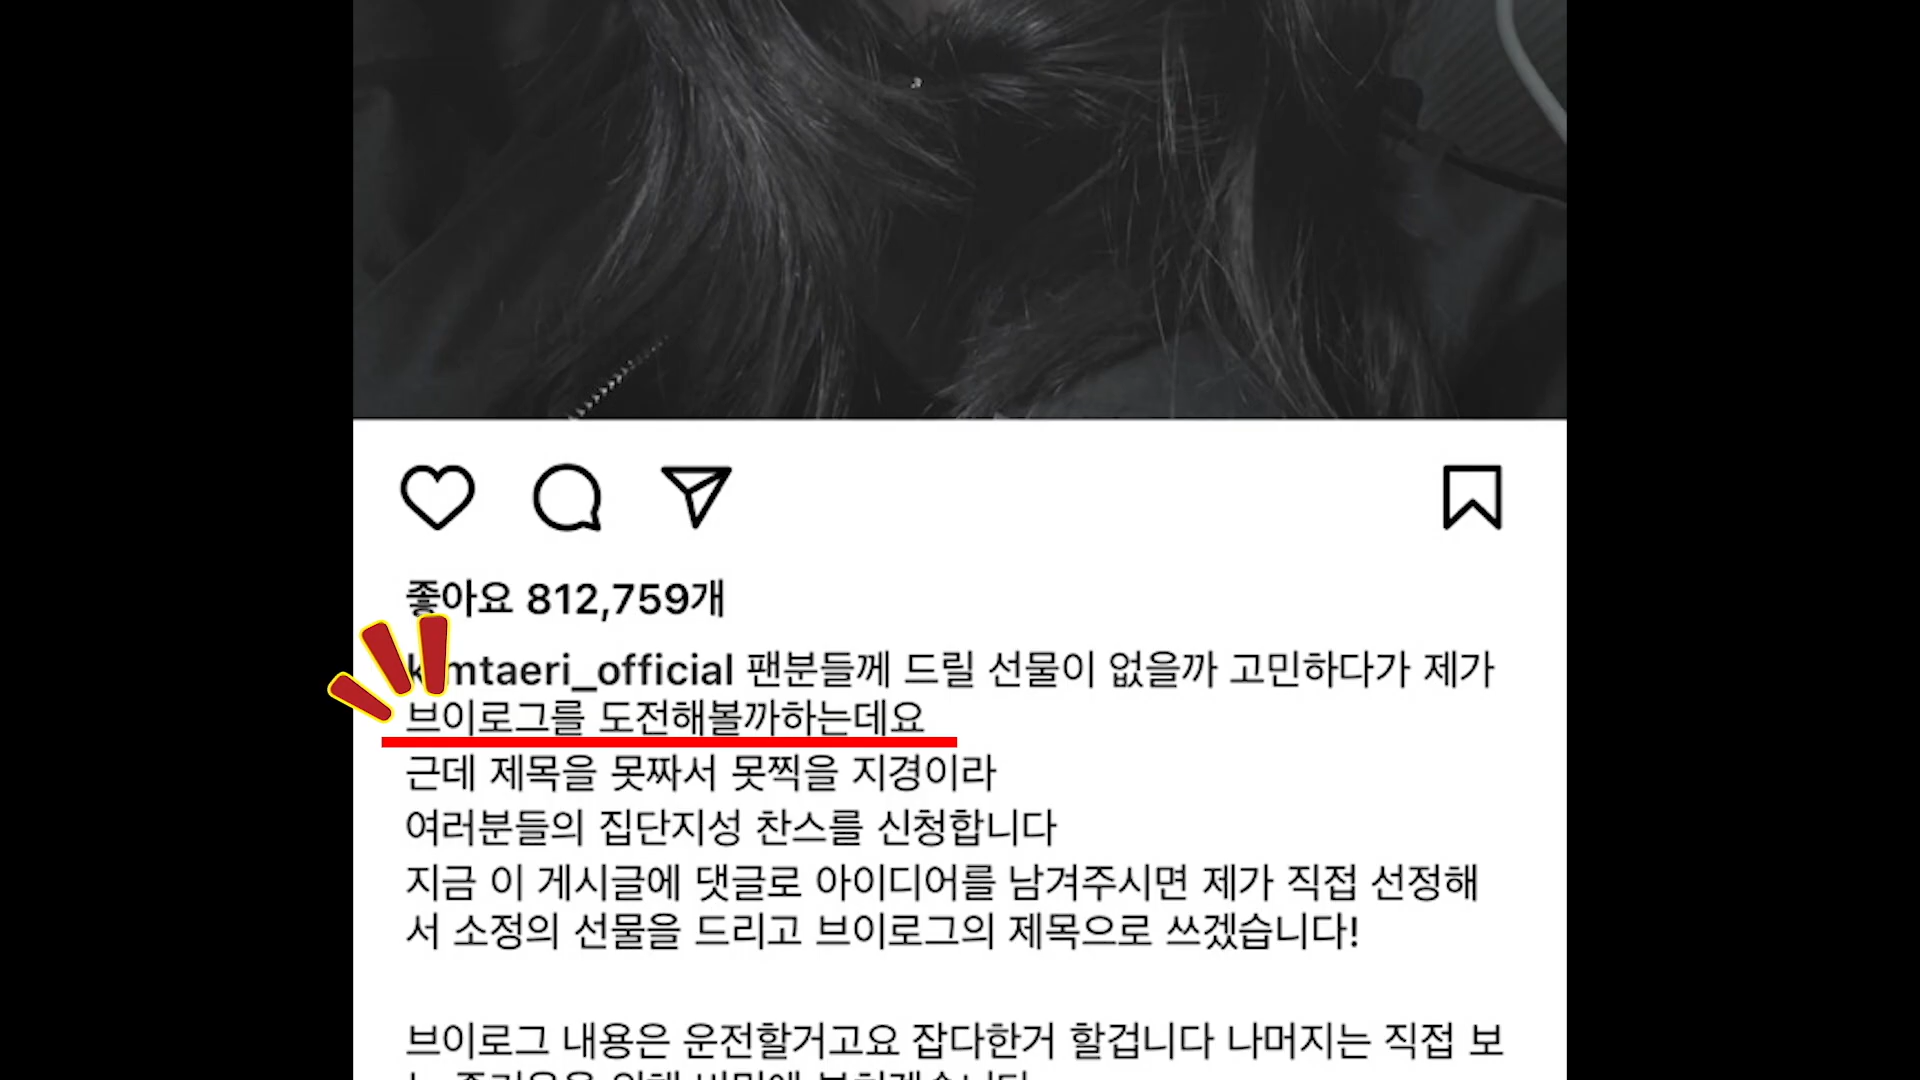 좋아요 812,759개
kimtaeri_official 팬분들께 드릴 선물이 없을까 고민하다가 제가
브이로그를 도전해볼까하는데요
근데 제목을 못짜서 못찍을 지경이라
여러분들의 집단지성 찬스를 신청합니다
지금 이 게시글에 댓글로 아이디어를 남겨주시면 제가 직접 선정해
서 소정의 선물을 드리고 브이로그의 제목으로 쓰겠습니다!
브이로그 내용은 운전할거고요 잡다한거 할겁니다 나머지는 직접 보